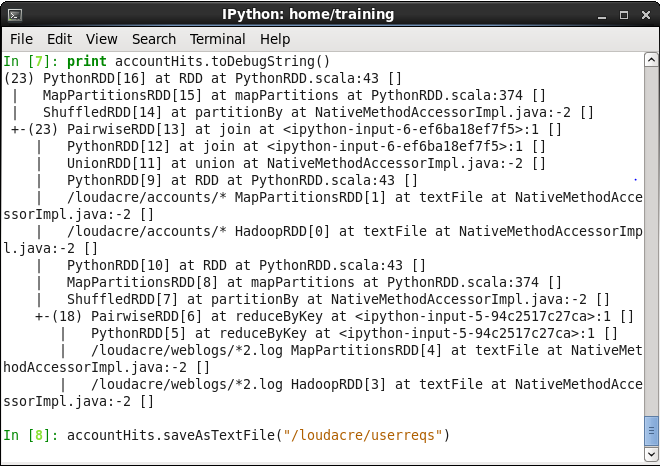 IPython: home/training
File Edit View Search Terminal Help
In [7]: print accountHits.toDebugString()
(23) PythonRDD[16] at RDD at PythonRDD.scala:43 []
 |   MapPartitionsRDD[15] at mapPartitions at PythonRDD.scala:374 []
 |   ShuffledRDD[14] at partitionBy at NativeMethodAccessorImpl.java:-2 []
 +-(23) PairwiseRDD[13] at join at <ipython-input-6-ef6ba18ef7f5>:1 []
    |   PythonRDD[12] at join at <ipython-input-6-ef6ba18ef7f5>:1 []
    |   UnionRDD[11] at union at NativeMethodAccessorImpl.java:-2 []
    |   PythonRDD[9] at RDD at PythonRDD.scala:43 []
    |   /loudacre/accounts/* MapPartitionsRDD[1] at textFile at NativeMethodAcce
ssorImpl.java:-2 []
    |   /loudacre/accounts/* HadoopRDD[0] at textFile at NativeMethodAccessorImp
l.java:-2 []
    |   PythonRDD[10] at RDD at PythonRDD.scala:43 []
    |   MapPartitionsRDD[8] at mapPartitions at PythonRDD.scala:374 []
    |   ShuffledRDD[7] at partitionBy at NativeMethodAccessorImpl.java:-2 []
    +-(18) PairwiseRDD[6] at reduceByKey at <ipython-input-5-94c2517c27ca>:1 []
       |   PythonRDD[5] at reduceByKey at <ipython-input-5-94c2517c27ca>:1 []
       |   /loudacre/weblogs/*2.log MapPartitionsRDD[4] at textFile at NativeMet
hodAccessorImpl.java:-2 []
       |   /loudacre/weblogs/*2.log HadoopRDD[3] at textFile at NativeMethodAcce
ssorImpl.java:-2 []
In [8]: accountHits.saveAsTextFile("/loudacre/userreqs")